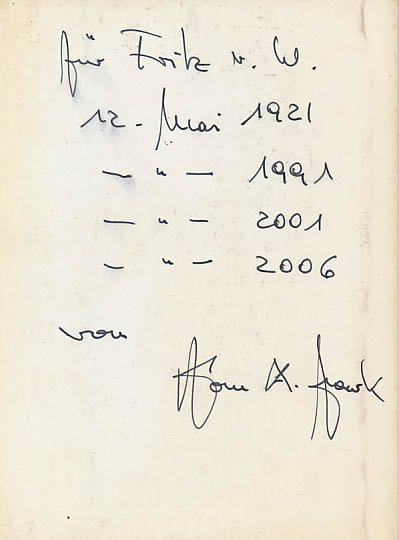 für Fritz v. W.
12. Mai 1921
— " — 1991
— " — 2001
— " — 2006
von
A.